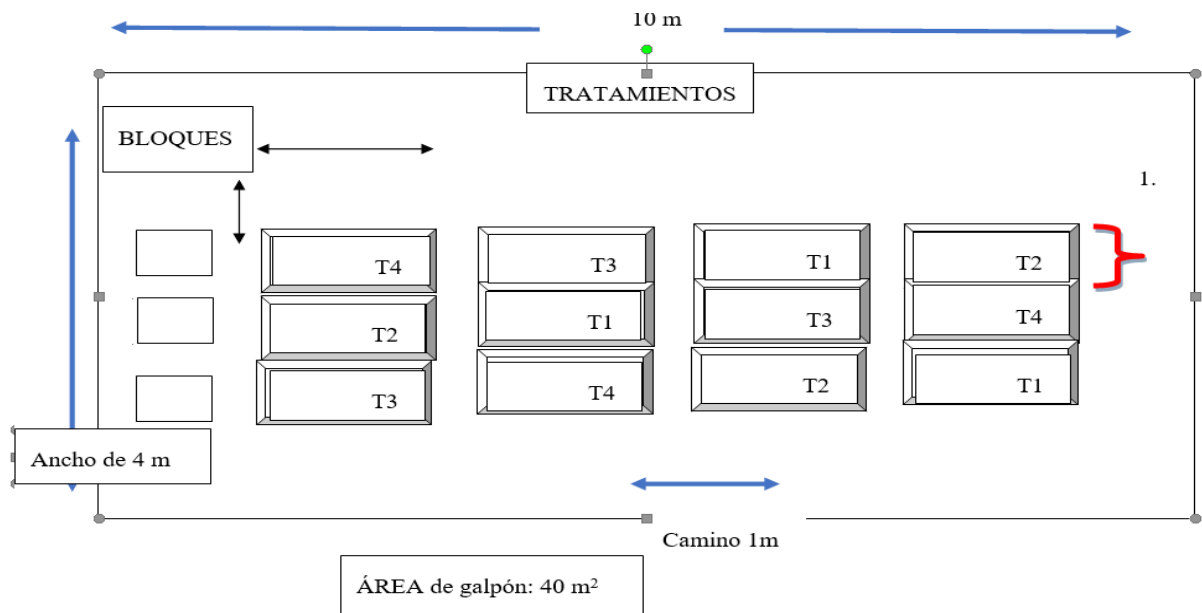 10 m
TRATAMIENTOS
BLOQUES
1.
T4
T3
T1
T2
T2
T1
T3
T4
T3
T4
T2
T1
Ancho de 4 m
Camino 1m
ÁREA de galpón: 40 m²